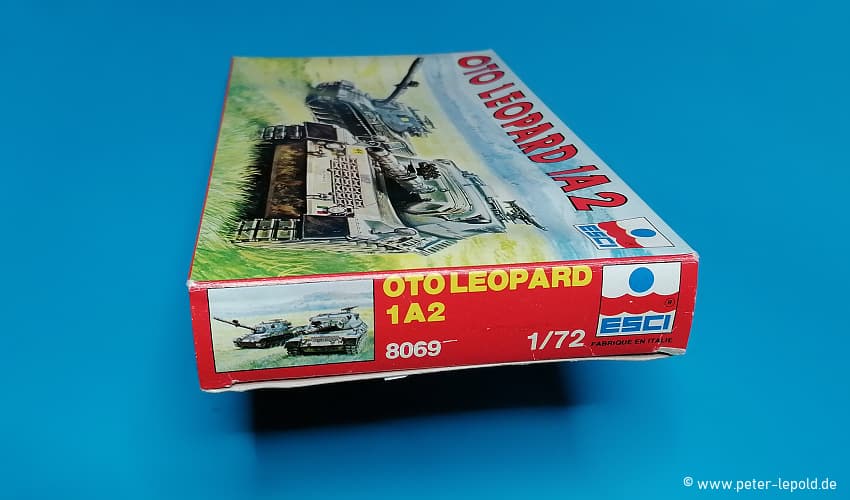 OTO LEOPARD 1A2
ESCI
OTO LEOPARD
1A2
8069
1/72
ESCI
®
FABRIQUE EN ITALIE
© www.peter-lepold.de